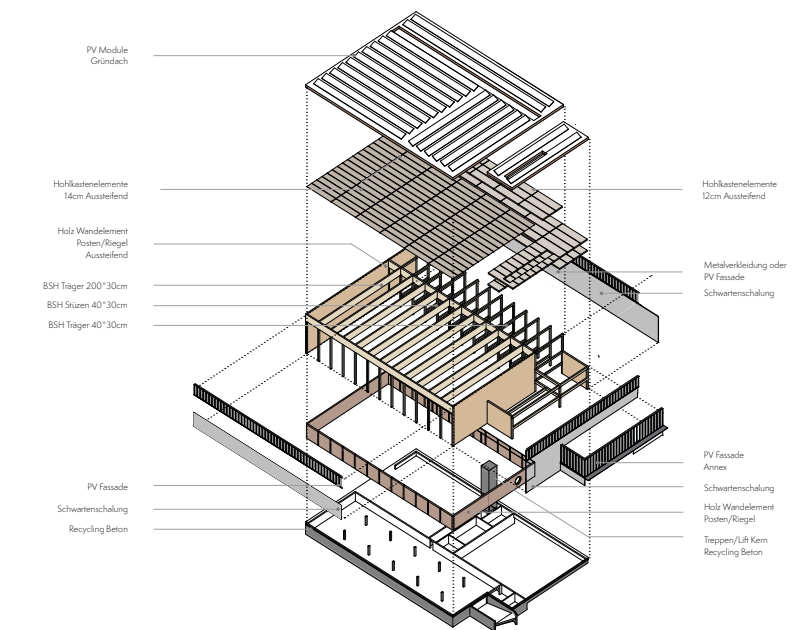 PV Module
Gründach
Hohlkastenelemente
14cm Aussteifend
Holz Wandelement
Posten/Riegel
Aussteifend
BSH Träger 200*30cm
BSH Stüzen 40*30cm
BSH Träger 40*30cm
PV Fassade
Schwartenschalung
Recycling Beton
Hohlkastenelemente
12cm Aussteifend
Metalverkleidung oder
PV Fassade
Schwartenschalung
PV Fassade
Annex
Schwartenschalung
Holz Wandelement
Posten/Riegel
Treppen/Lift Kern
Recycling Beton